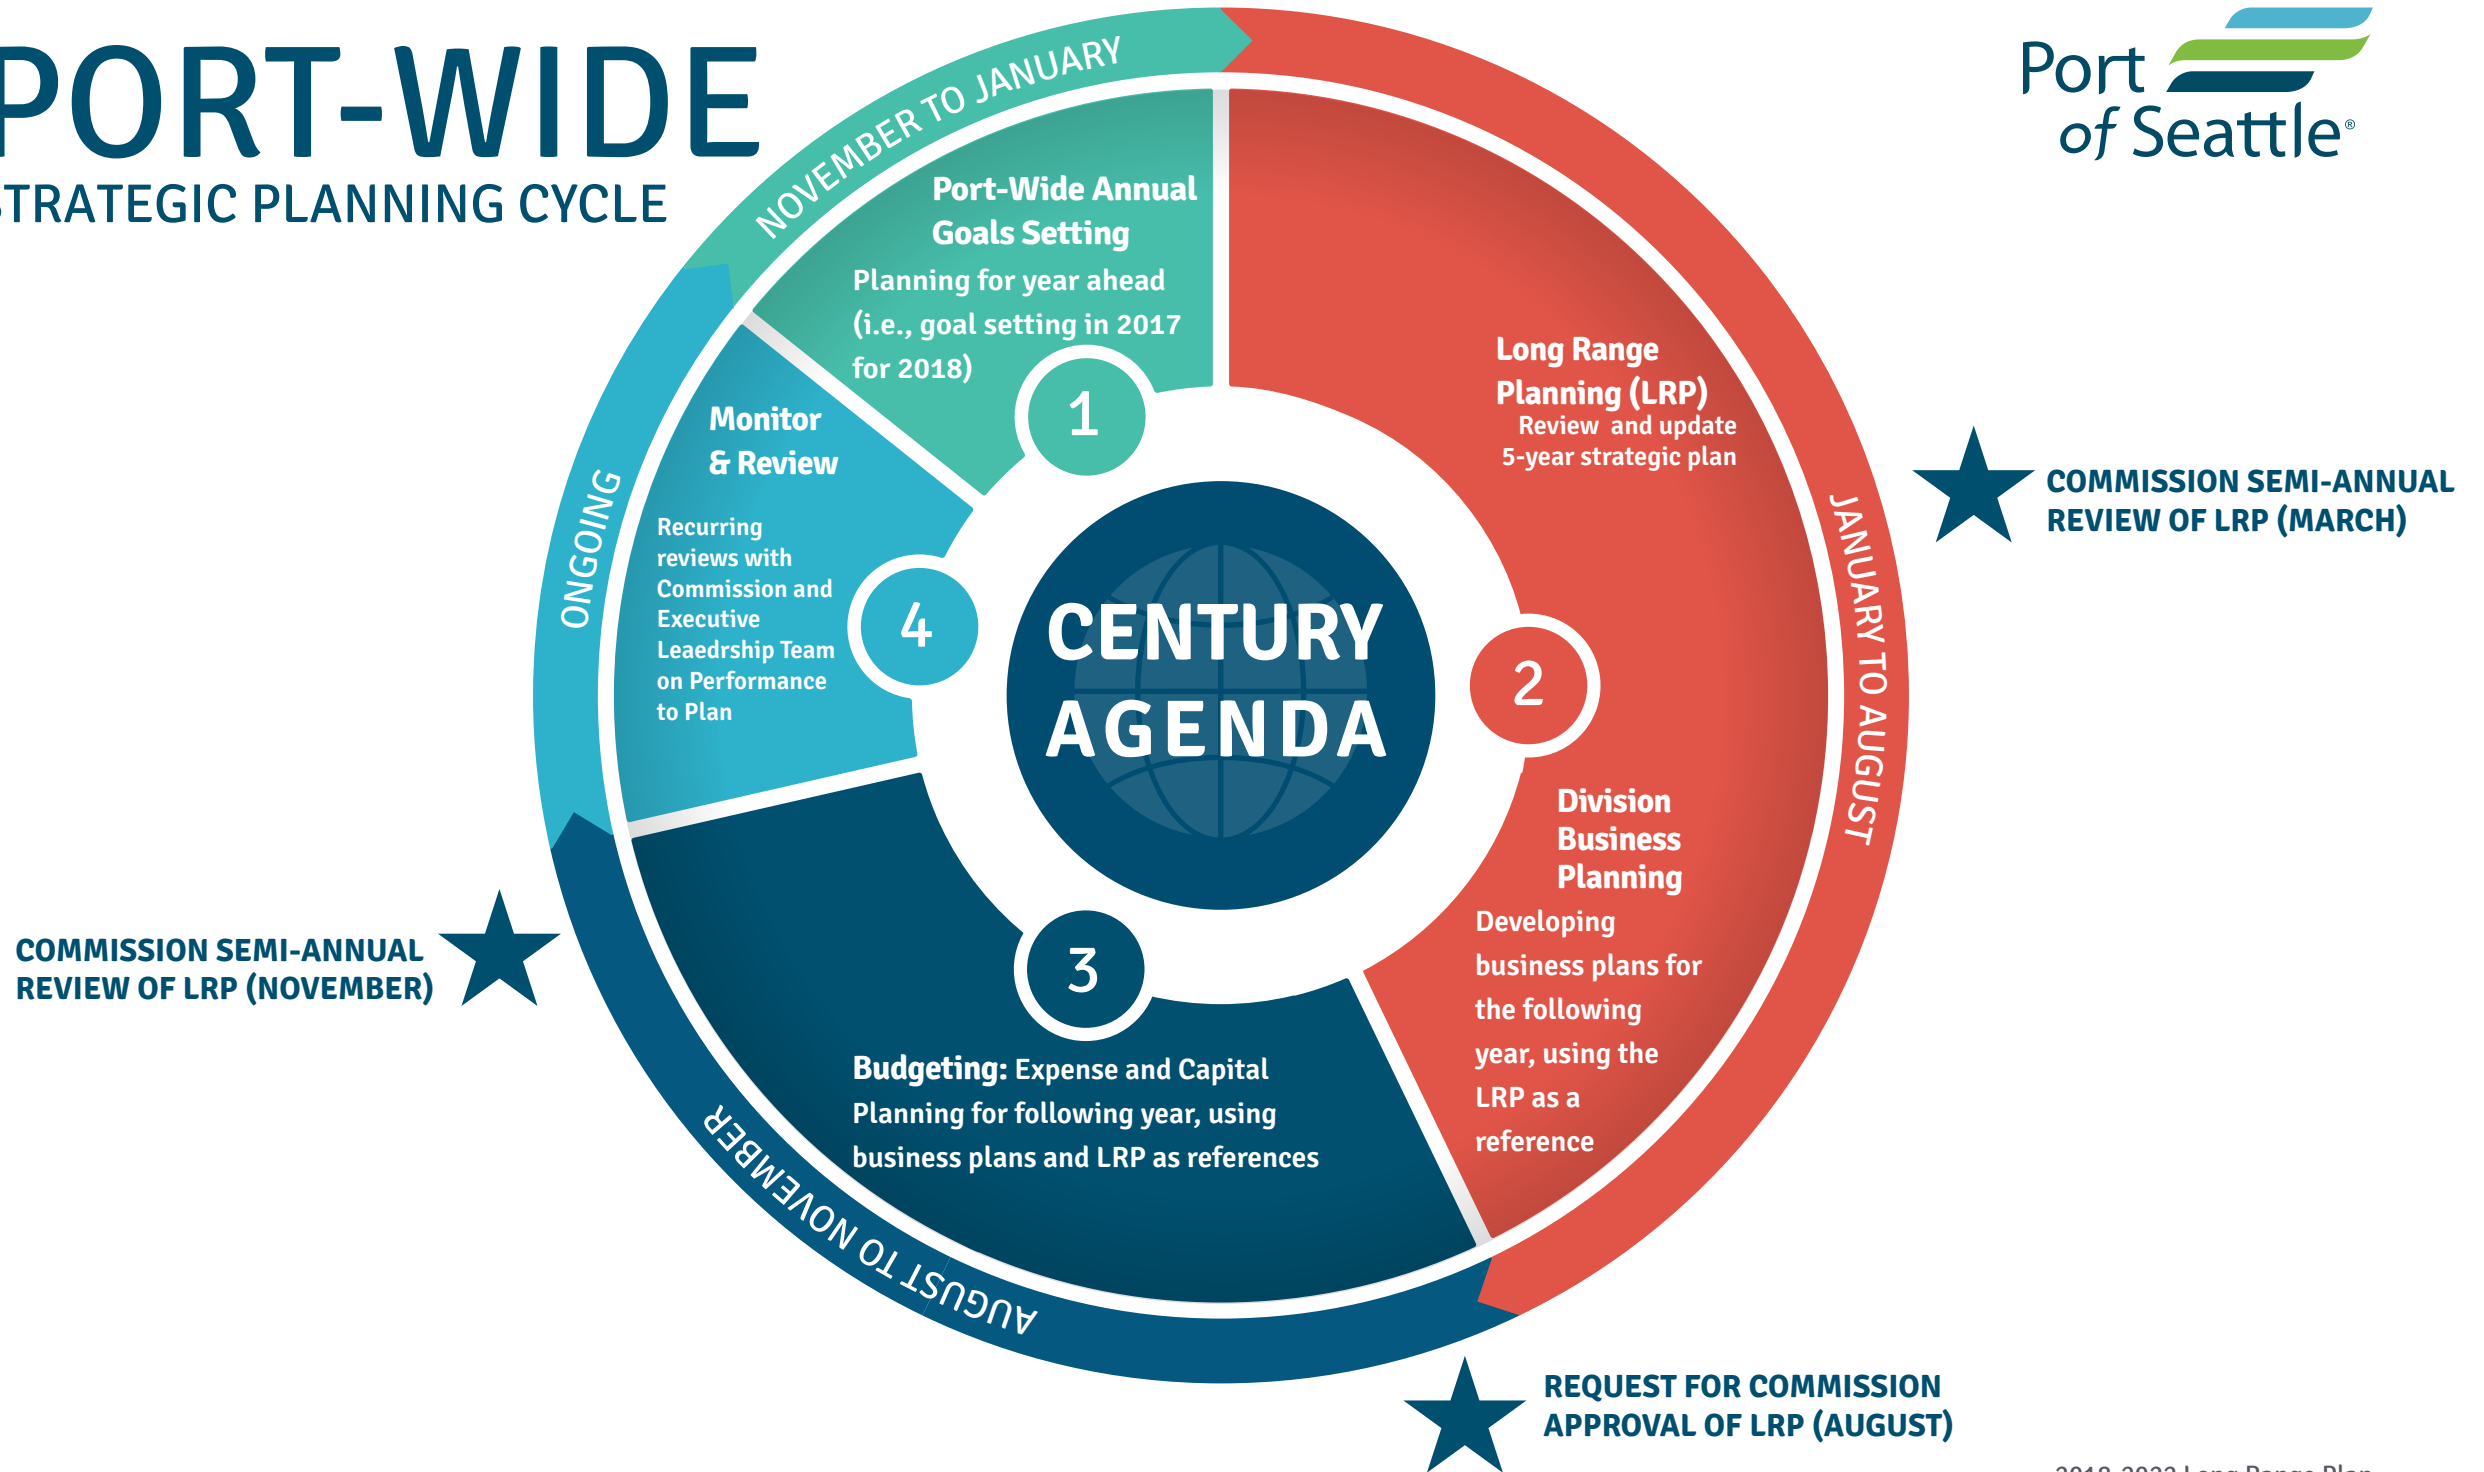 PORT-WIDE
STRATEGIC PLANNING CYCLE
Port
of Seattle®
NOVEMBER TO JANUARY
Port-Wide Annual
Goals Setting
Planning for year ahead
(i.e., goal setting in 2017
for 2018)
1
Long Range
Planning (LRP)
Review and update
5-year strategic plan
JANUARY TO AUGUST
2
Division
Business
Planning
Developing
business plans for
the following
year, using the
LRP as a
reference
COMMISSION SEMI-ANNUAL
REVIEW OF LRP (MARCH)
Monitor
& Review
Recurring
reviews with
Commission and
Executive
Leaedrship Team
on Performance
to Plan
4
ONGOING
CENTURY
AGENDA
COMMISSION SEMI-ANNUAL
REVIEW OF LRP (NOVEMBER)
3
Budgeting: Expense and Capital
Planning for following year, using
business plans and LRP as references
AUGUST TO NOVEMBER
REQUEST FOR COMMISSION
APPROVAL OF LRP (AUGUST)
Long Range Plan